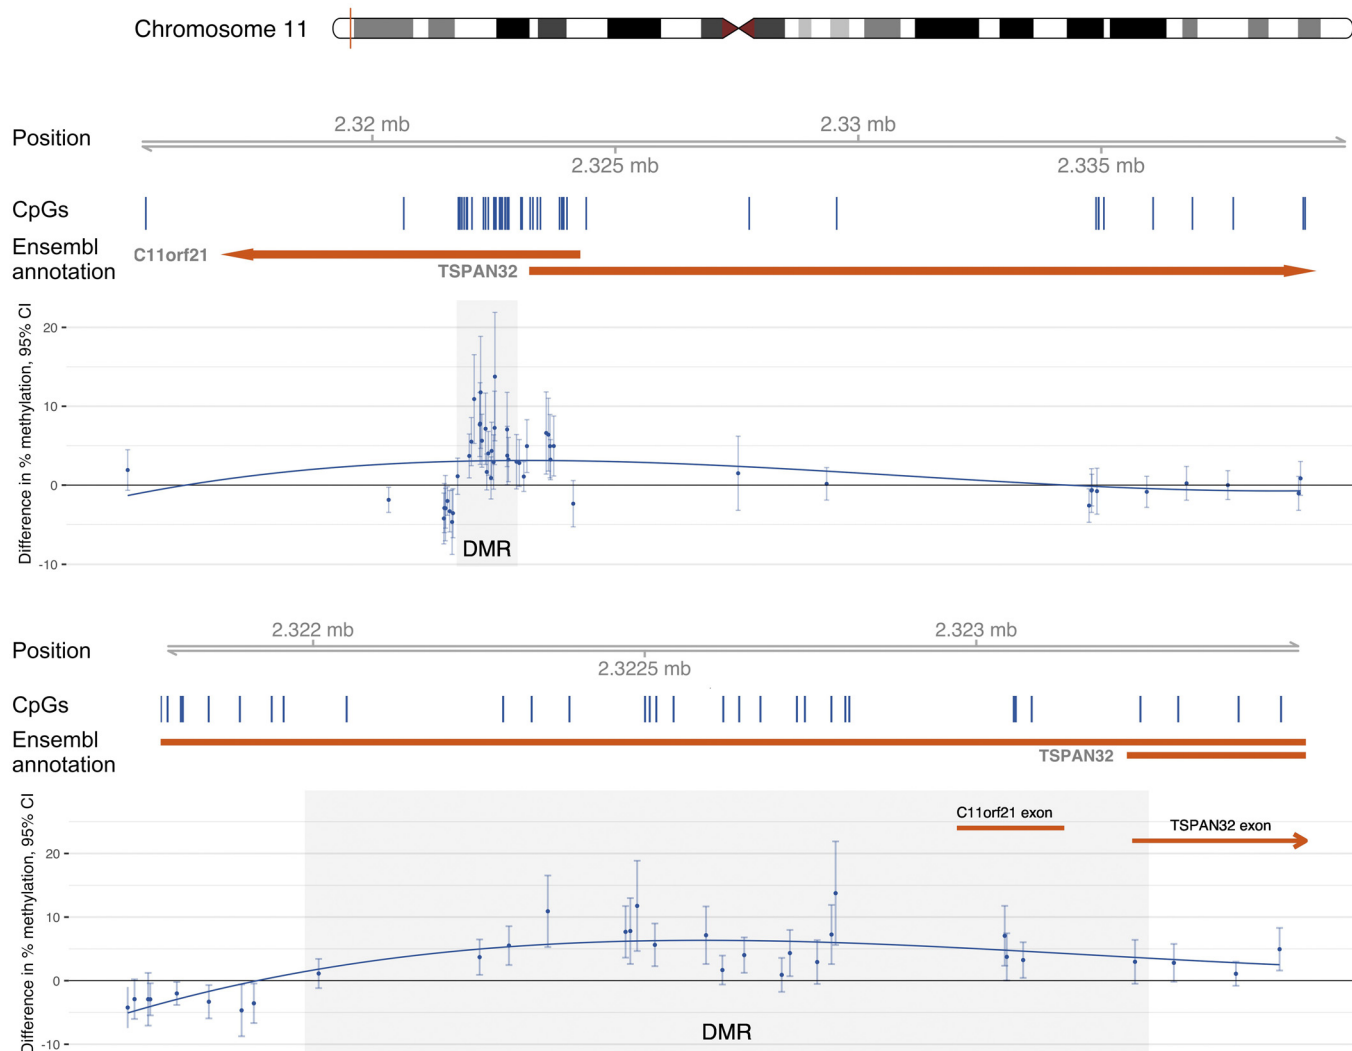 Chromosome 11
2.32 mb
2.33 mb
Position
2.325 mb
2.335 mb
CpGs
Ensembl
annotation
C11orf21
TSPAN32
Difference in % methylation, 95% CI
20
10
0
-10
DMR
2.322 mb
2.323 mb
Position
2.3225 mb
CpGs
Ensembl
annotation
TSPAN32
Difference in % methylation, 95% CI
C11orf21 exon
TSPAN32 exon
20
10
0
-10
DMR